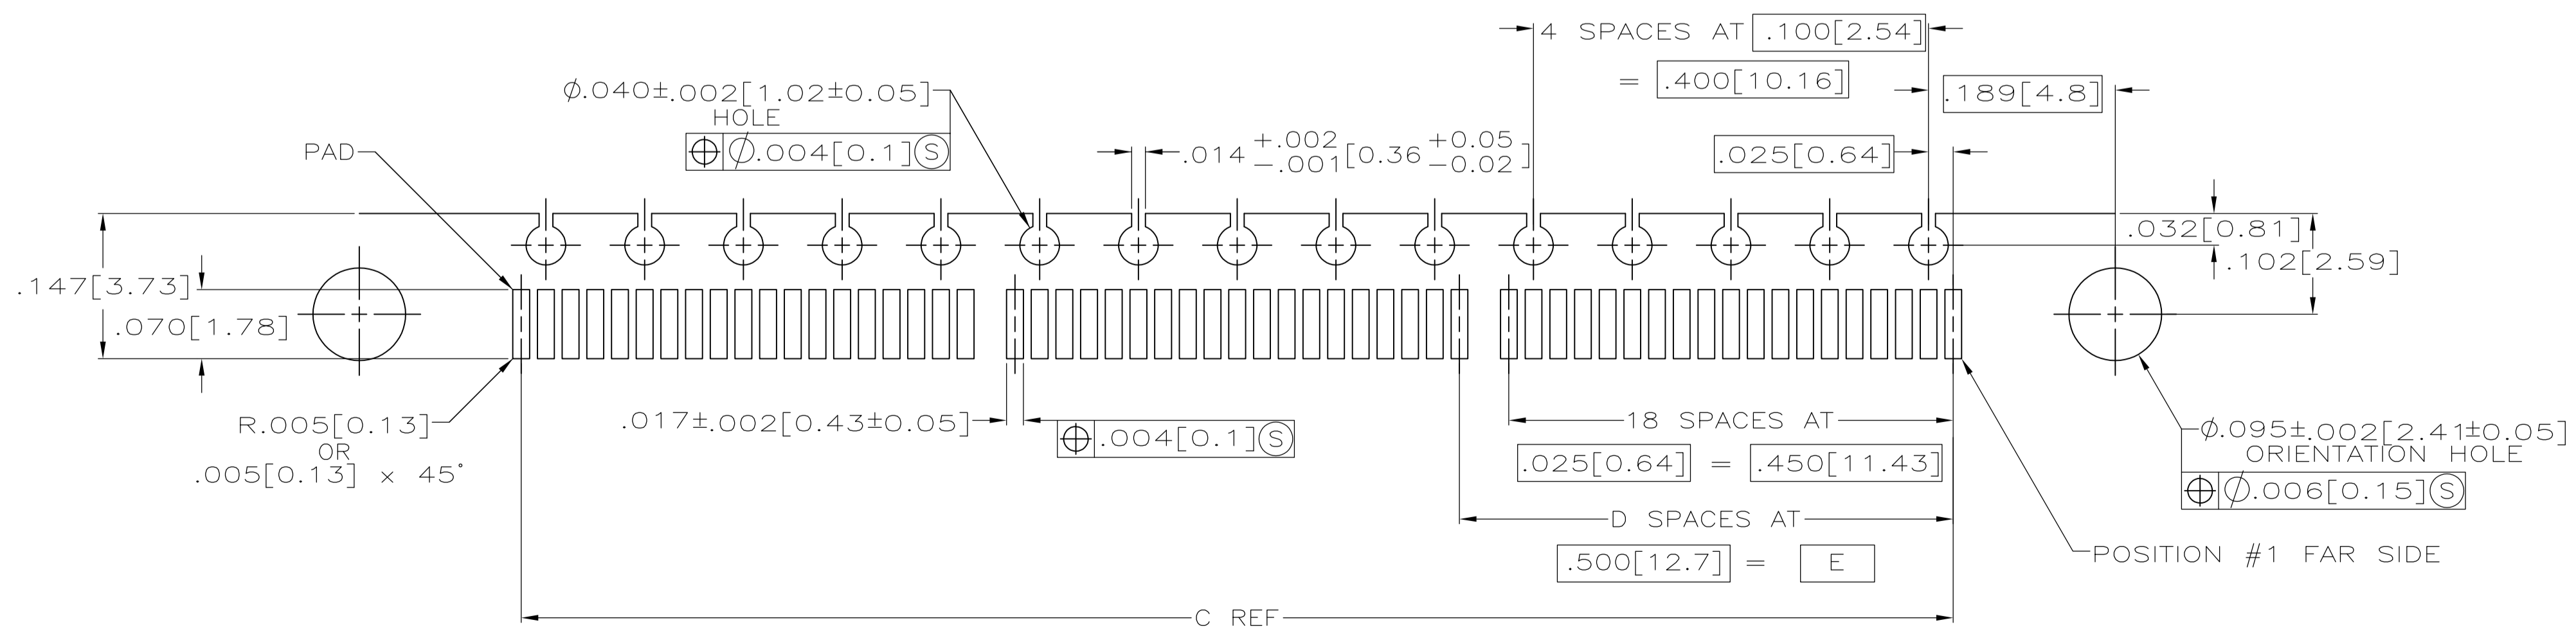 4 SPACES AT .100[2.54]
= .400[10.16]
.189[4.8]
⌀.040±.002[1.02±0.05]
HOLE
⌖ ⌀.004[0.1]Ⓢ
PAD
.014 +.002 -.001 [0.36 +0.05 -0.02]
.025[0.64]
.032[0.81]
.102[2.59]
.147[3.73]
.070[1.78]
R.005[0.13]
OR
.005[0.13] x 45°
.017±.002[0.43±0.05]
⌖ .004[0.1]Ⓢ
18 SPACES AT
.025[0.64] = .450[11.43]
⌀.095±.002[2.41±0.05]
ORIENTATION HOLE
⌖ ⌀.006[0.15]Ⓢ
D SPACES AT
.500[12.7] = E
POSITION #1 FAR SIDE
C REF